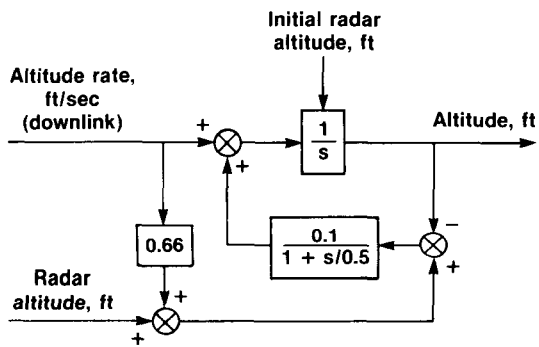 Initial radar
altitude, ft
Altitude rate,
ft/sec
(downlink)
+
+
1
s
Altitude, ft
0.66
0.1
1 + s/0.5
−
+
Radar
altitude, ft
+
+